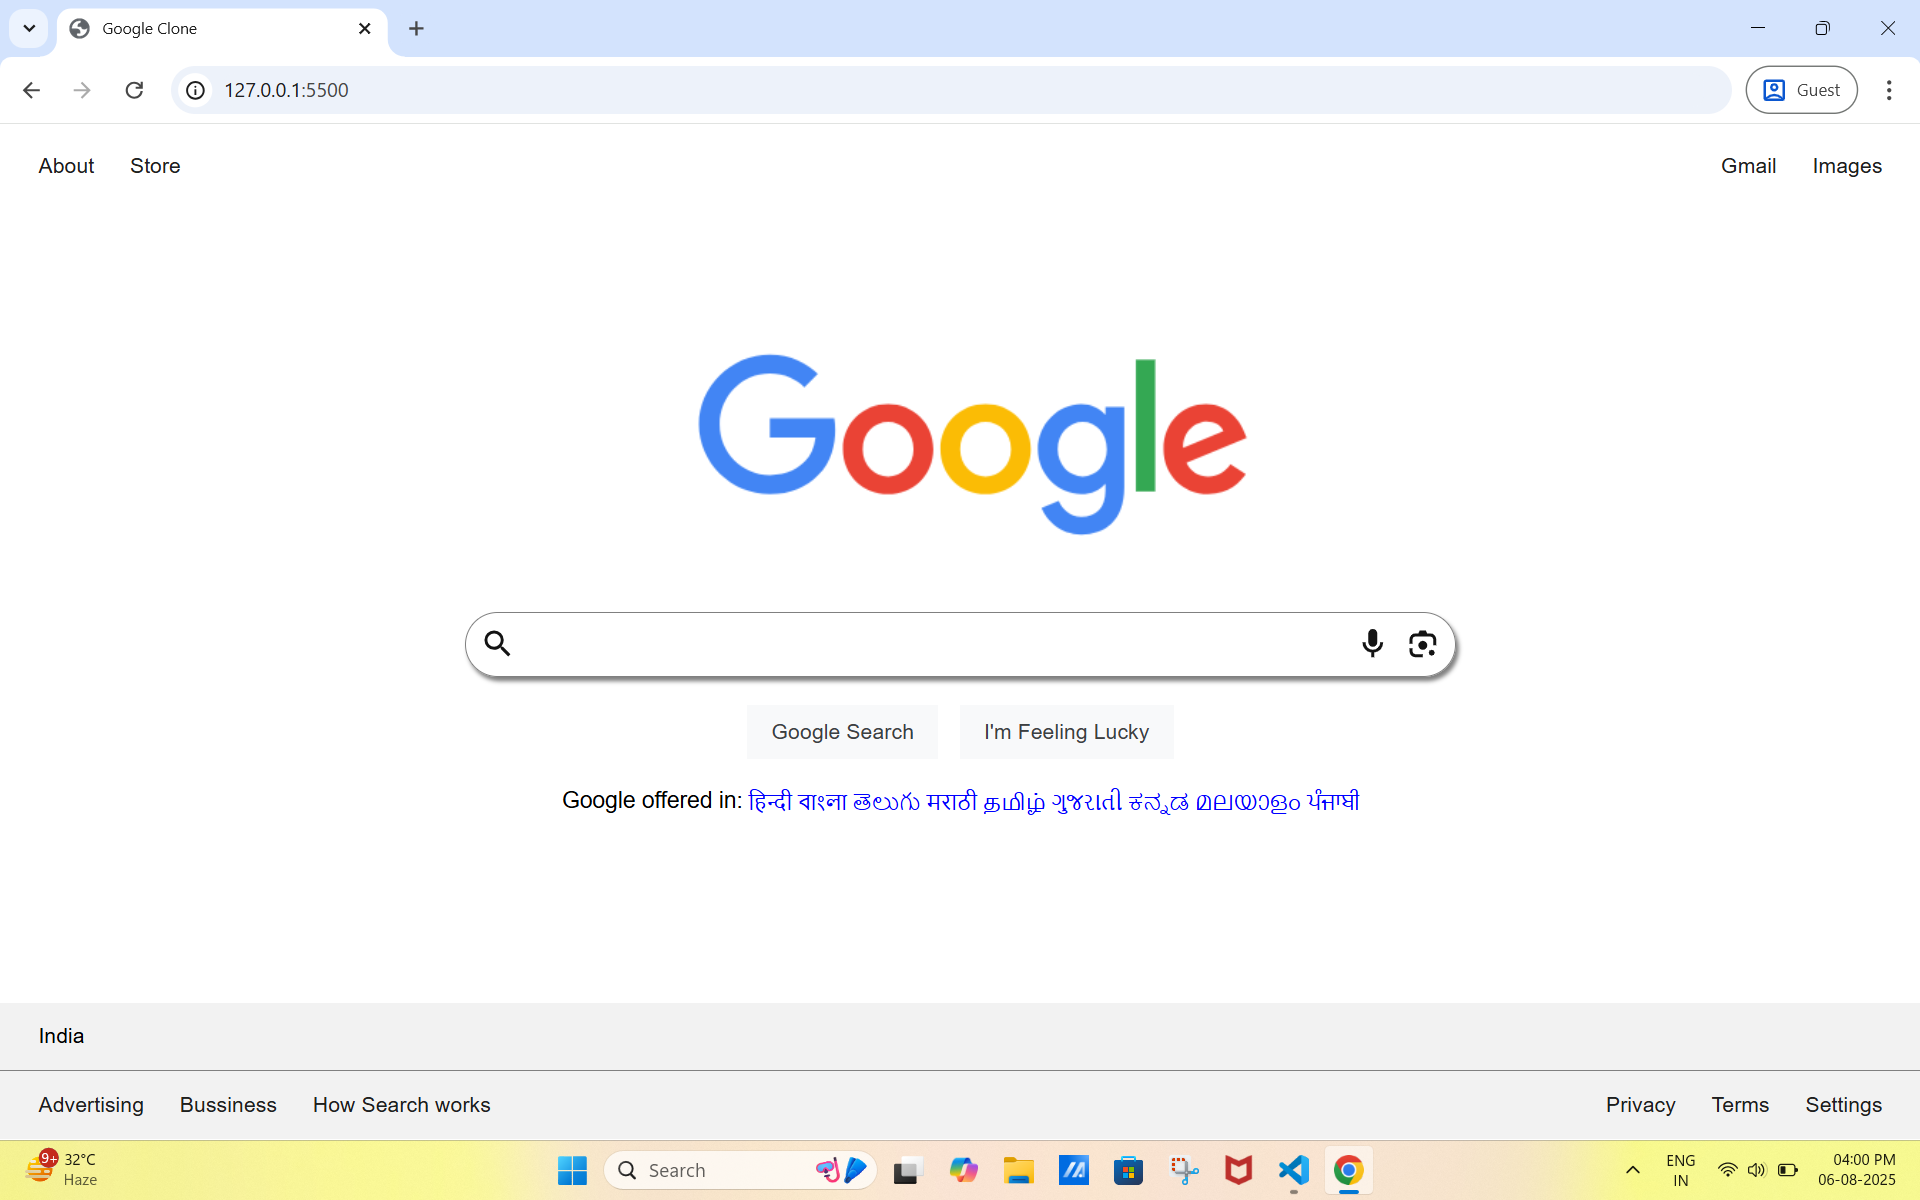 Google Clone
127.0.0.1:5500
Guest
About Store Gmail Images
Google
Google Search I'm Feeling Lucky
Google offered in: हिन्दी বাংলা తెలుగు मराठी தமிழ் ગુજરાતી ಕನ್ನಡ മലയാളം ਪੰਜਾਬੀ
India
Advertising Bussiness How Search works Privacy Terms Settings
9+ 32°C
Haze
Search
ENG
IN
04:00 PM
06-08-2025